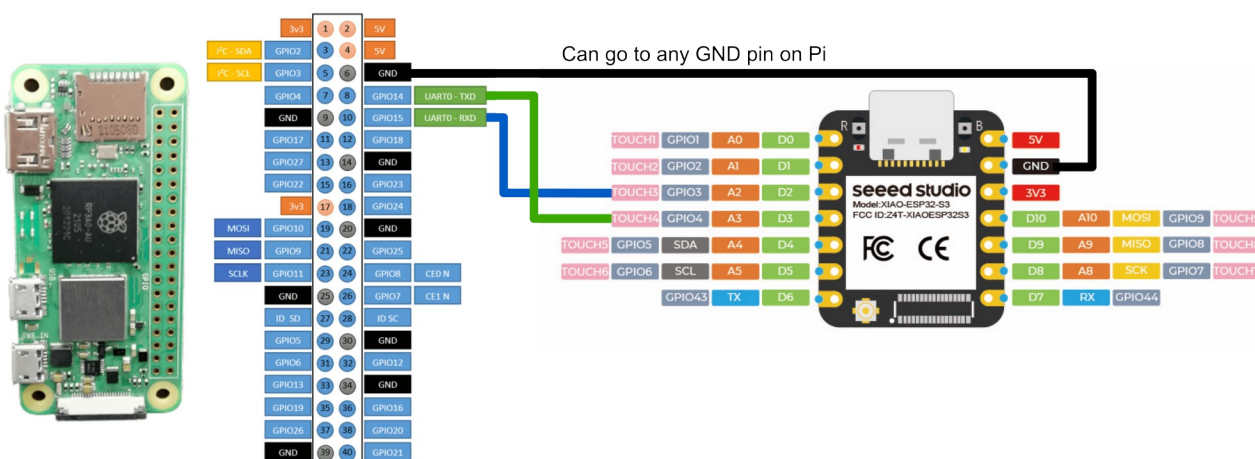 Can go to any GND pin on Pi
3v3 1 2 5V
I²C - SDA GPIO2 3 4 5V
I²C - SCL GPIO3 5 6 GND
GPIO4 7 8 GPIO14 UART0 - TXD
GND 9 10 GPIO15 UART0 - RXD
GPIO17 11 12 GPIO18
GPIO27 13 14 GND
GPIO22 15 16 GPIO23
3v3 17 18 GPIO24
MOSI GPIO10 19 20 GND
MISO GPIO9 21 22 GPIO25
SCLK GPIO11 23 24 GPIO8 CE0 N
GND 25 26 GPIO7 CE1 N
ID SD 27 28 ID SC
GPIO5 29 30 GND
GPIO6 31 32 GPIO12
GPIO13 33 34 GND
GPIO19 35 36 GPIO16
GPIO26 37 38 GPIO20
GND 39 40 GPIO21
GPIO
USB
R B
TOUCH1 GPIO1 A0 D0
TOUCH2 GPIO2 A1 D1
TOUCH3 GPIO3 A2 D2
TOUCH4 GPIO4 A3 D3
TOUCH5 GPIO5 SDA A4 D4
TOUCH6 GPIO6 SCL A5 D5
GPIO43 TX D6
seeed studio
Model:XIAO-ESP32-S3
FCC ID:Z4T-XIAOESP32S3
FC CE
5V
GND
3V3
D10 A10 MOSI GPIO9
D9 A9 MISO GPIO8
D8 A8 SCK GPIO7
D7 RX GPIO44